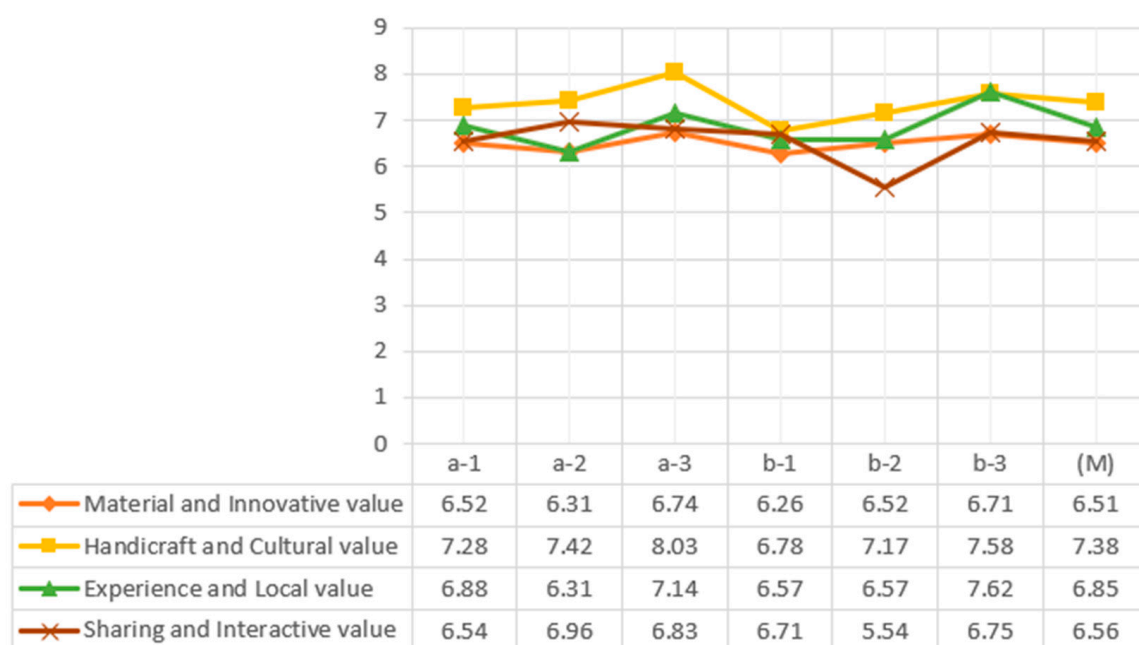 9
8
7
6
5
4
3
2
1
0
a-1 a-2 a-3 b-1 b-2 b-3 (M)
Material and Innovative value 6.52 6.31 6.74 6.26 6.52 6.71 6.51
Handicraft and Cultural value 7.28 7.42 8.03 6.78 7.17 7.58 7.38
Experience and Local value 6.88 6.31 7.14 6.57 6.57 7.62 6.85
Sharing and Interactive value 6.54 6.96 6.83 6.71 5.54 6.75 6.56